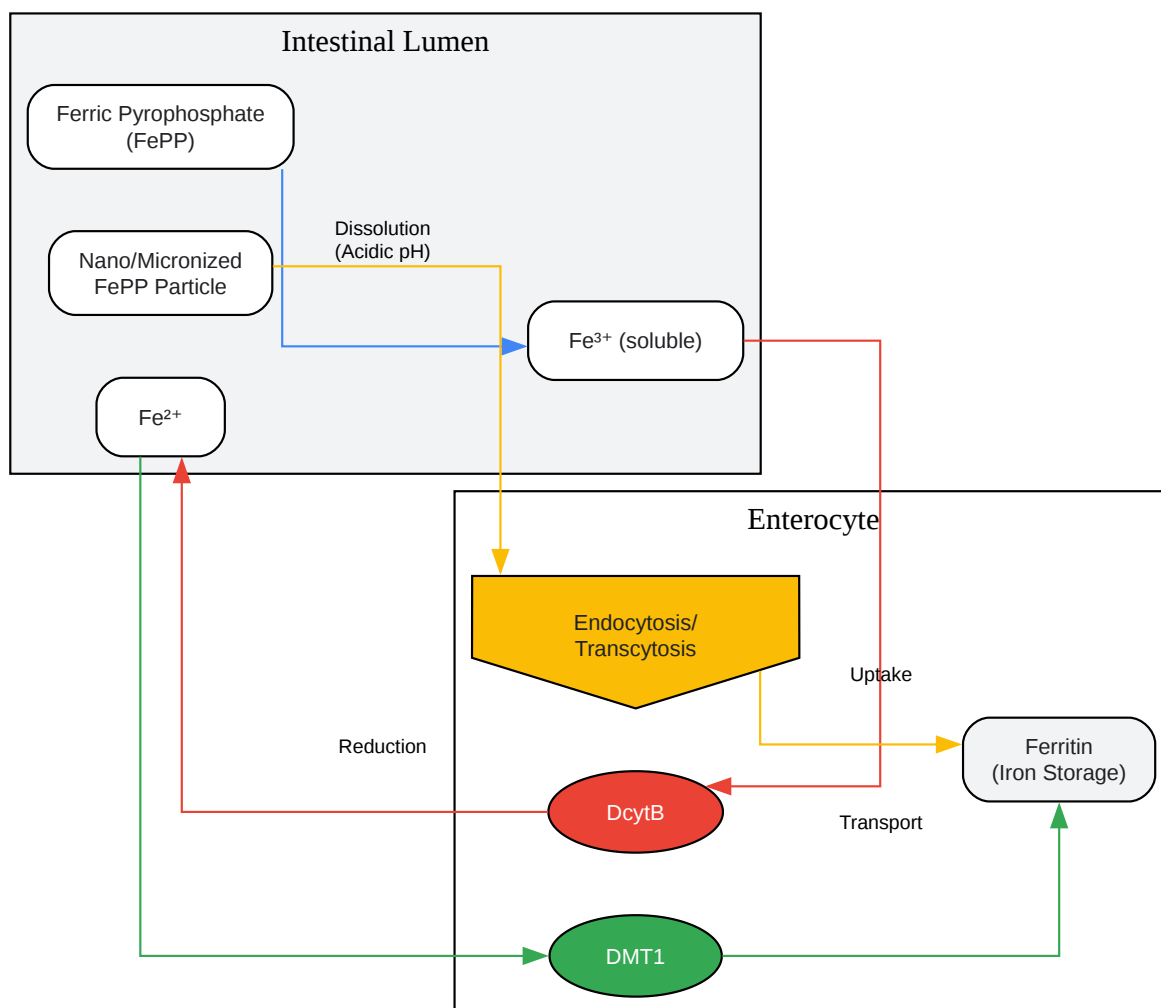 Intestinal Lumen
Ferric Pyrophosphate
(FePP)
Dissolution
(Acidic pH)
Nano/Micronized
FePP Particle
Fe³⁺ (soluble)
Fe²⁺
Enterocyte
Endocytosis/
Transcytosis
Uptake
Reduction
Ferritin
(Iron Storage)
DcytB
Transport
DMT1